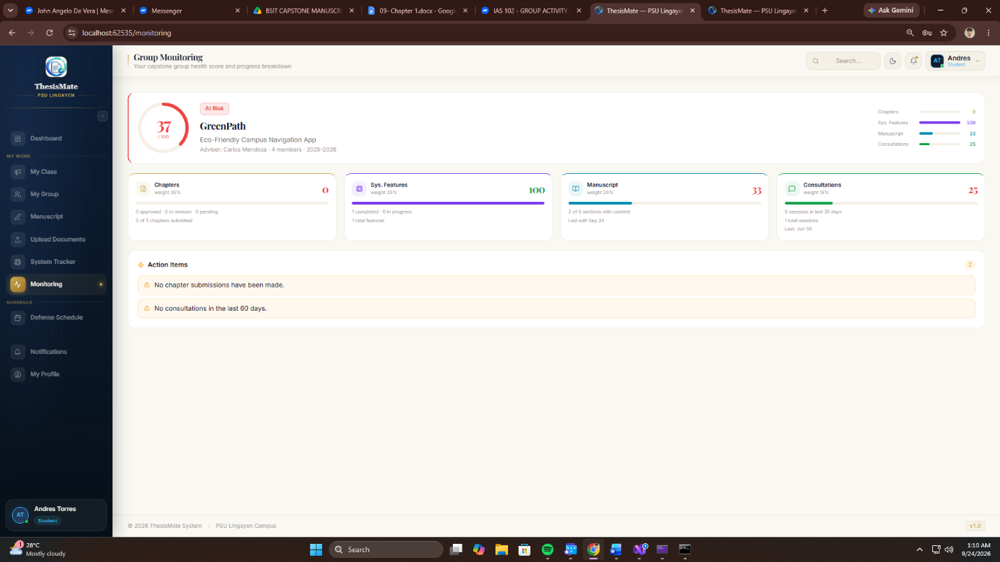 John Angelo De Vera | Mess
Messenger
BSIT CAPSTONE MANUSCRI
09- Chapter 1.docx - Googl
IAS 102 - GROUP ACTIVITY
ThesisMate — PSU Lingayen
ThesisMate — PSU Lingaye
Ask Gemini
localhost:62535/monitoring
ThesisMate
PSU LINGAYEN
Dashboard
MY WORK
My Class
My Group
Manuscript
Upload Documents
System Tracker
Monitoring
SCHEDULE
Defense Schedule
Notifications
My Profile
AT
Andres Torres
Student
Group Monitoring
Your capstone group health score and progress breakdown
Search...
AT
Andres
Student
37
/ 100
At Risk
GreenPath
Eco-Friendly Campus Navigation App
Adviser: Carlos Mendoza · 4 members · 2025-2026
Chapters 0
Sys. Features 100
Manuscript 33
Consultations 25
Chapters
weight 35%
0
0 approved · 0 in revision · 0 pending
0 of 5 chapters submitted
Sys. Features
weight 25%
100
1 completed · 0 in progress
1 total features
Manuscript
weight 25%
33
2 of 6 sections with content
Last edit Sep 24
Consultations
weight 15%
25
0 sessions in last 30 days
1 total sessions
Last: Jun 30
Action Items
2
No chapter submissions have been made.
No consultations in the last 60 days.
© 2026 ThesisMate System · PSU Lingayen Campus
v1.0
1
28°C
Mostly cloudy
Search
1:10 AM
9/24/2026